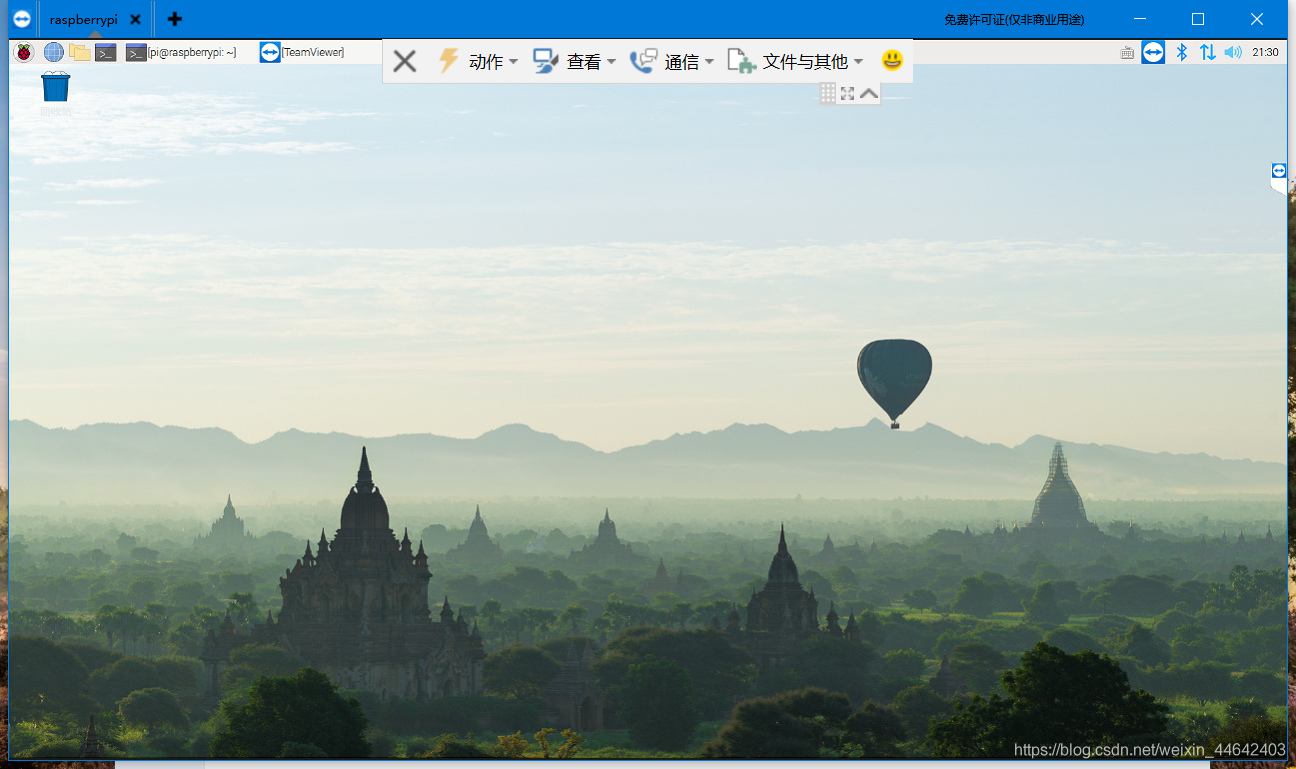 raspberrypi
免费许可证(仅非商业用途)
[pi@raspberrypi: ~]
[TeamViewer]
动作
查看
通信
文件与其他
21:30
https://blog.csdn.net/weixin_44642403